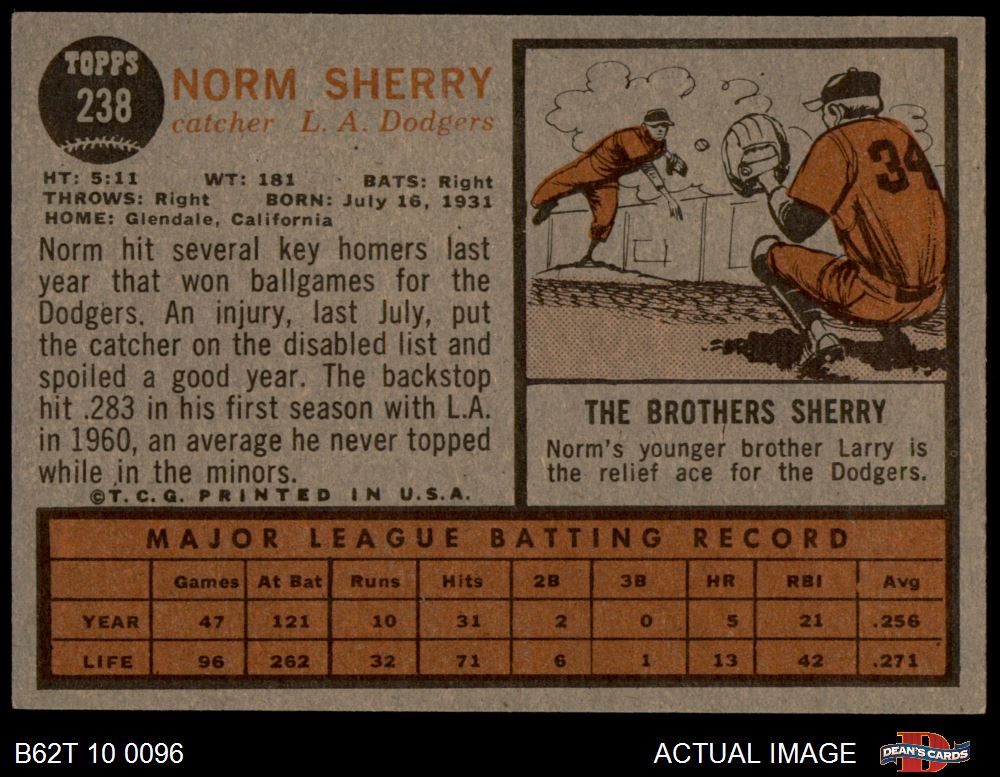 TOPPS
238
NORM SHERRY
catcher L. A. Dodgers
HT: 5:11 WT: 181 BATS: Right
THROWS: Right BORN: July 16, 1931
HOME: Glendale, California
Norm hit several key homers last
year that won ballgames for the
Dodgers. An injury, last July, put
the catcher on the disabled list and
spoiled a good year. The backstop
hit .283 in his first season with L.A.
in 1960, an average he never topped
while in the minors.
©T. C. G. PRINTED IN U.S.A.
34
THE BROTHERS SHERRY
Norm's younger brother Larry is
the relief ace for the Dodgers.
MAJOR LEAGUE BATTING RECORD
Games At Bat Runs Hits 2B 3B HR RBI Avg
YEAR 47 121 10 31 2 0 5 21 .256
LIFE 96 262 32 71 6 1 13 42 .271
B62T 10 0096 ACTUAL IMAGE DEAN'S CARDS